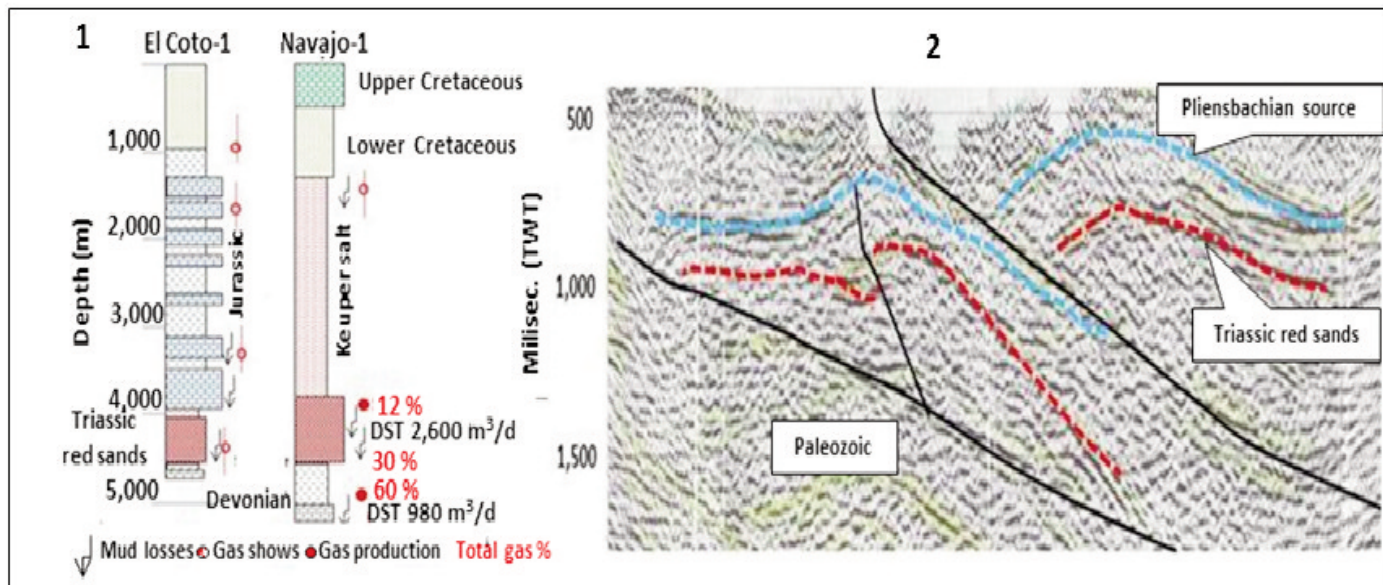 1
El Coto-1
Navajo-1
Upper Cretaceous
Lower Cretaceous
Keuper salt
Jurassic
Depth (m)
1,000
2,000
3,000
4,000
5,000
Triassic
red sands
Devonian
12 %
DST 2,600 m³/d
30 %
60 %
DST 980 m³/d
Mud losses
Gas shows
Gas production
Total gas %
2
Milisec. (TWT)
500
1,000
1,500
Pliensbachian source
Triassic red sands
Paleozoic